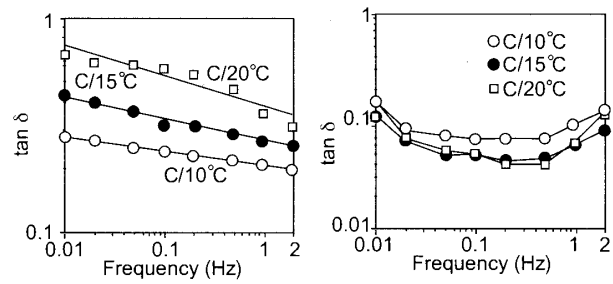 1
C/15°C
C/20°C
C/10°C
0.1
tan δ
0.01
0.1
1
2
Frequency (Hz)
0.1
C/10°C
C/15°C
C/20°C
0.1
tan δ
0.01
0.01
0.1
1
2
Frequency (Hz)